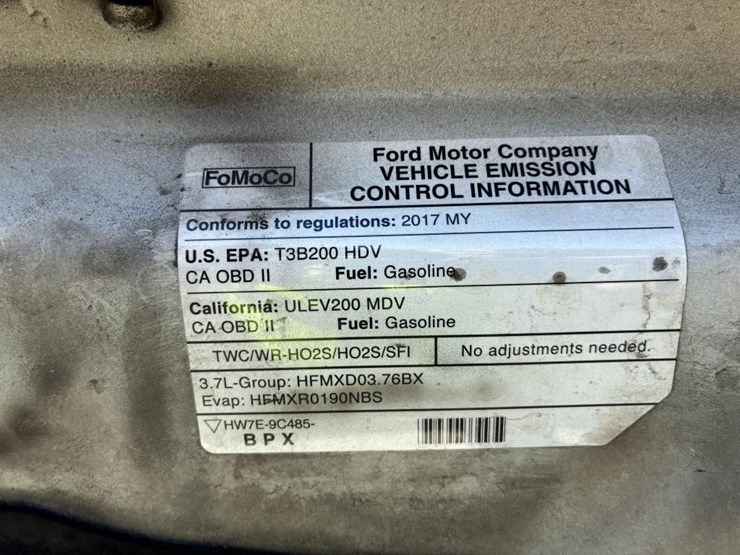 FoMoCo
Ford Motor Company
VEHICLE EMISSION
CONTROL INFORMATION
Conforms to regulations: 2017 MY
U.S. EPA: T3B200 HDV
CA OBD II Fuel: Gasoline
California: ULEV200 MDV
CA OBD II Fuel: Gasoline
TWC/WR-HO2S/HO2S/SFI No adjustments needed.
3.7L-Group: HFMXD03.76BX
Evap: HFMXR0190NBS
HW7E-9C485-
BPX